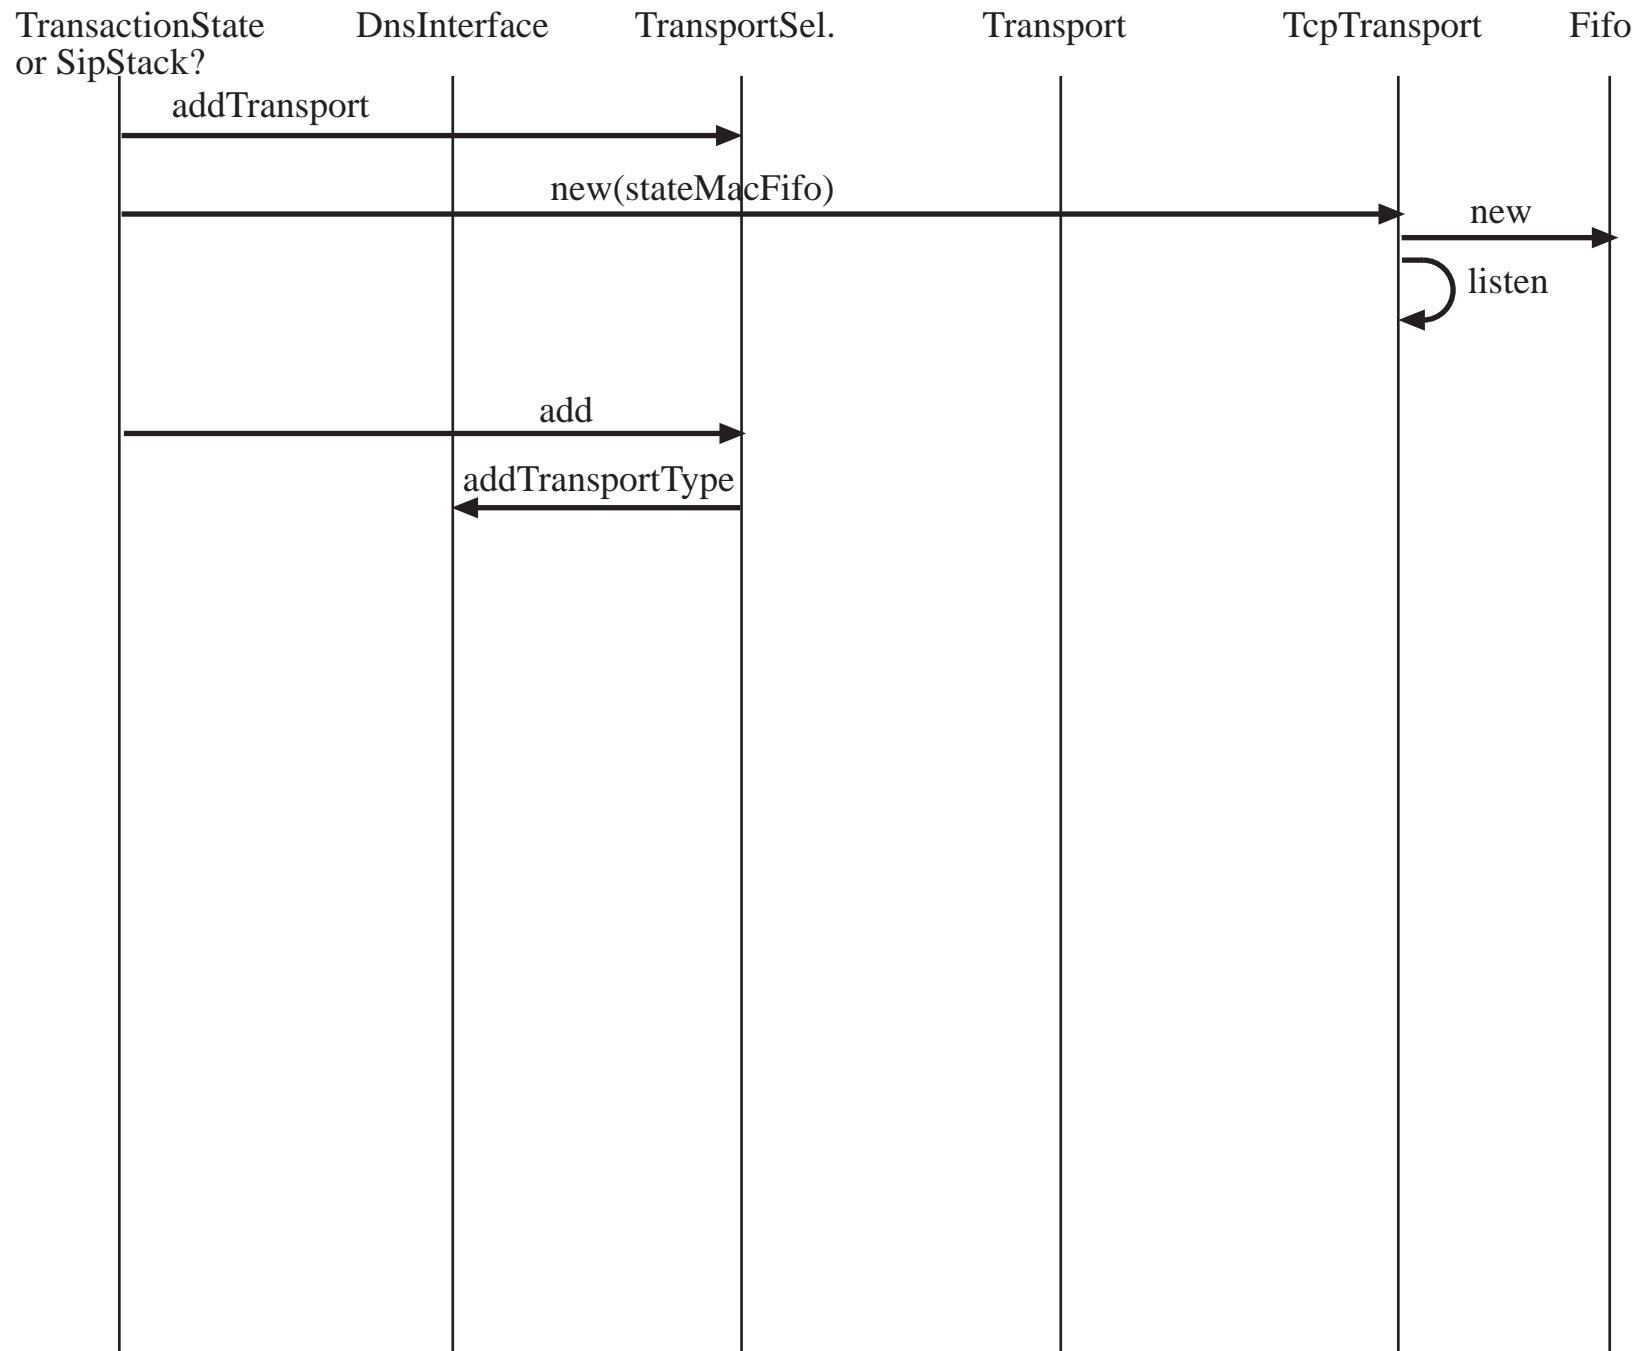 TransactionState
or SipStack?
DnsInterface
TransportSel.
Transport
TcpTransport
Fifo
addTransport
new(stateMacFifo)
new
listen
add
addTransportType